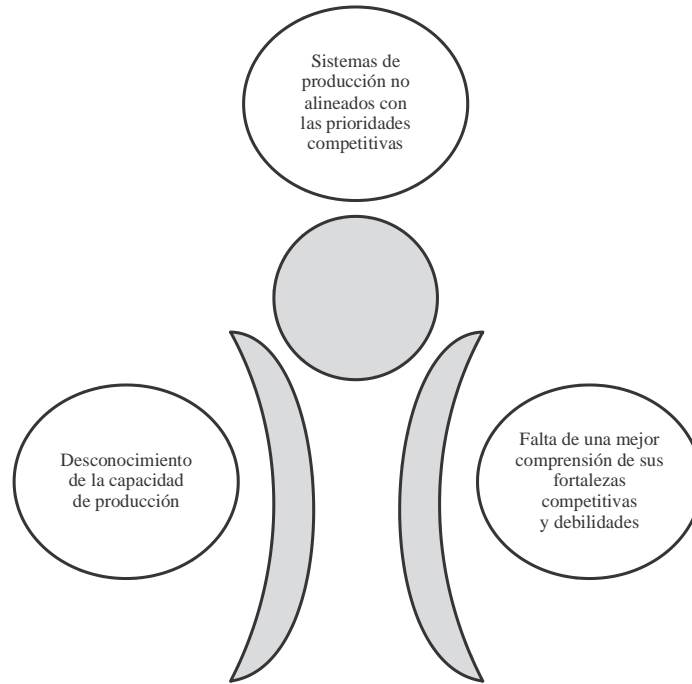 Sistemas de
producción no
alineados con
las prioridades
competitivas
Desconocimiento
de la capacidad
de producción
Falta de una mejor
comprensión de sus
fortalezas
competitivas
y debilidades